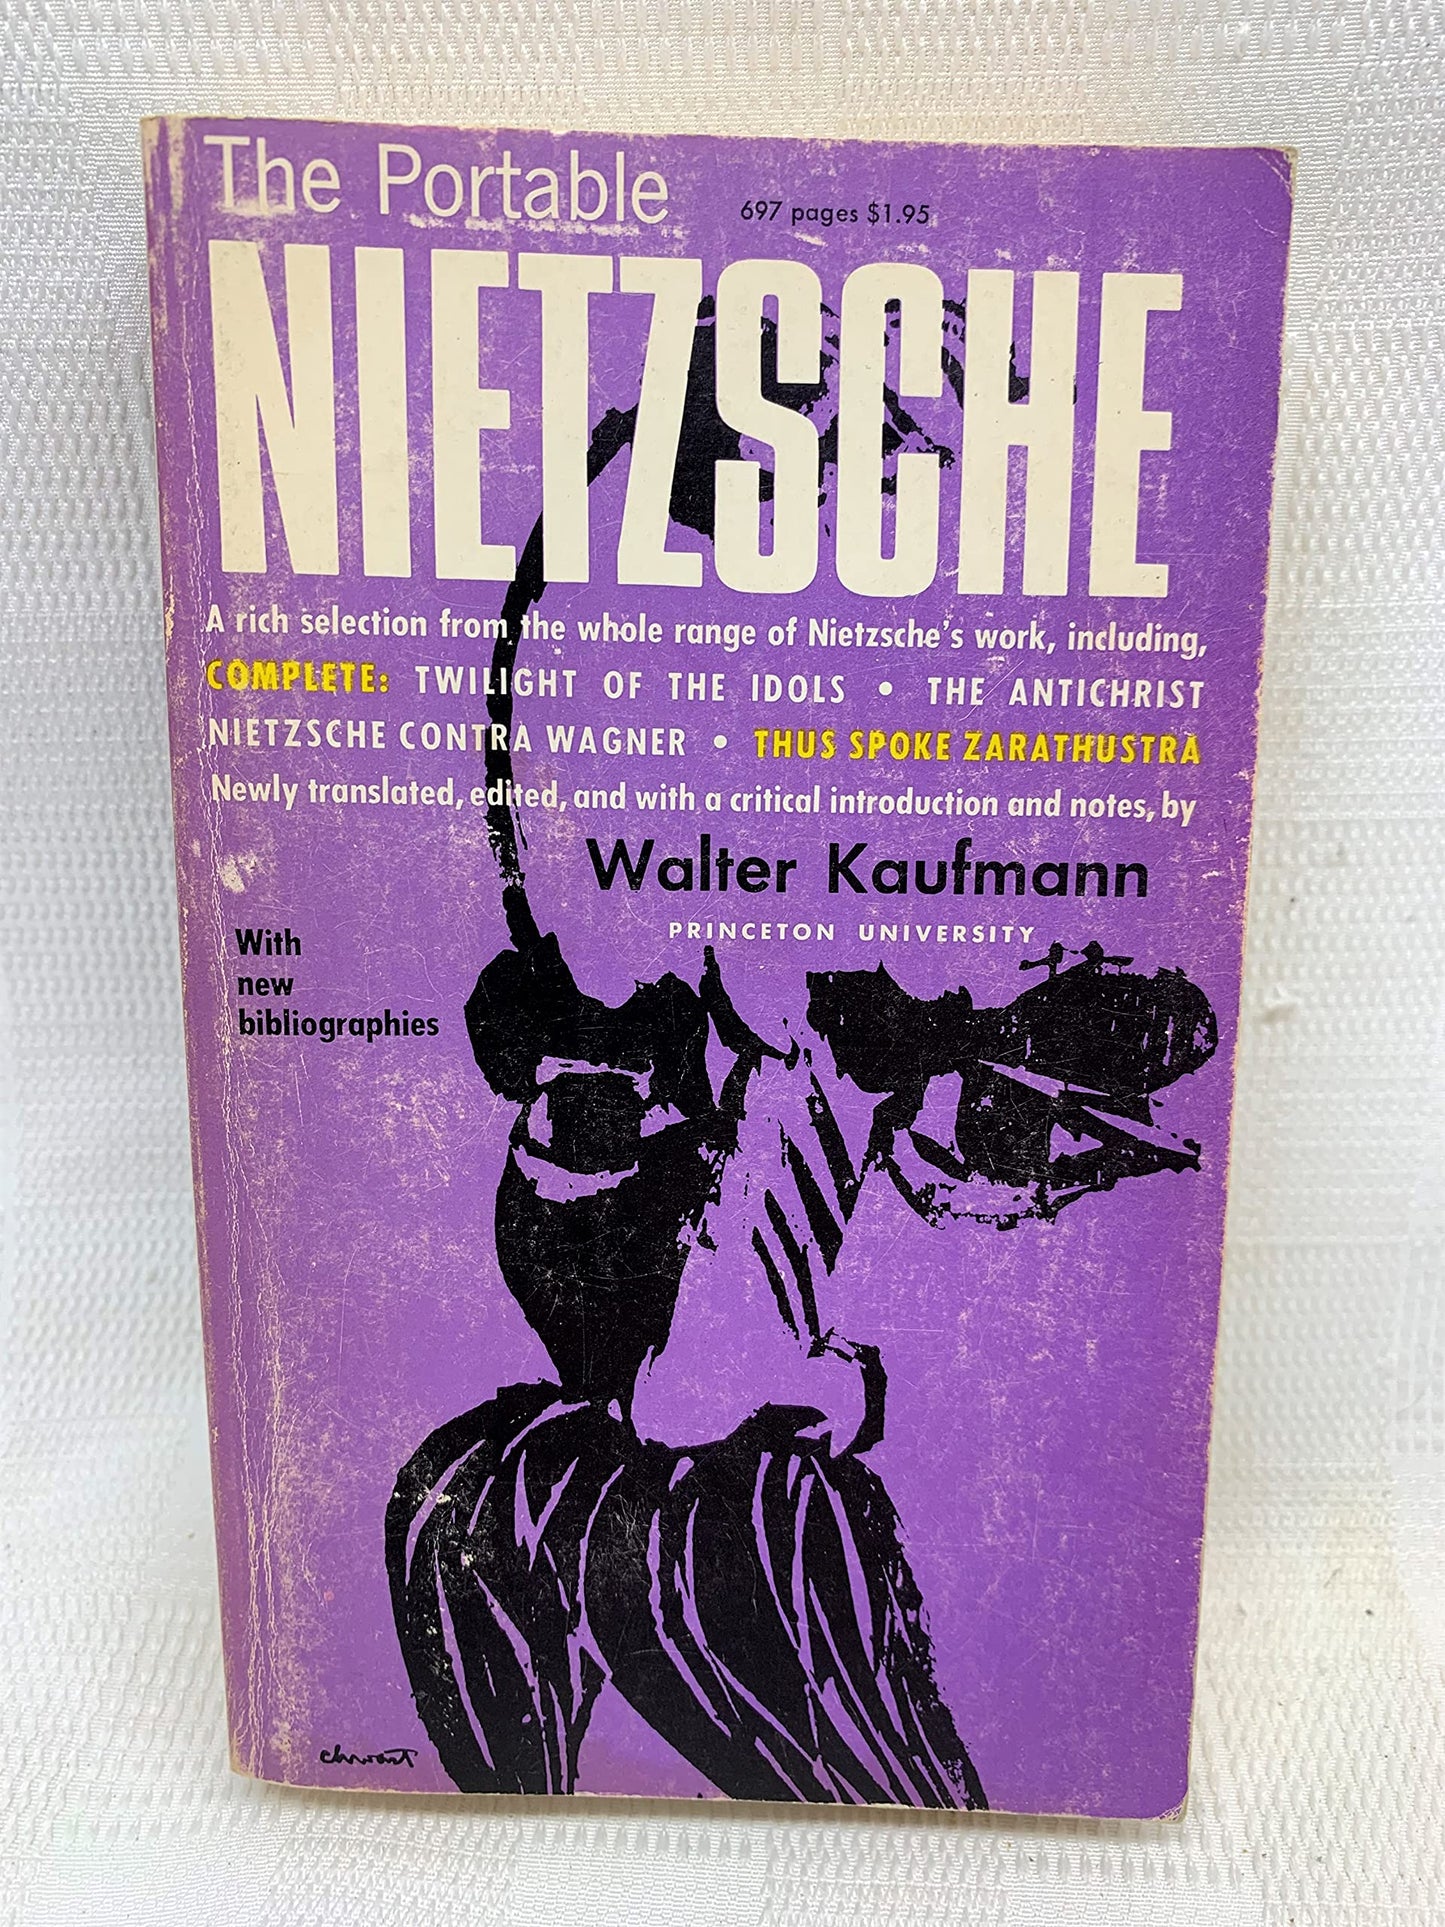 The Portable
697 pages $1.95
NIETZSCHE
A rich selection from the whole range of Nietzsche's work, including,
COMPLETE: TWILIGHT OF THE IDOLS • THE ANTICHRIST
NIETZSCHE CONTRA WAGNER • THUS SPOKE ZARATHUSTRA
Newly translated, edited, and with a critical introduction and notes, by
Walter Kaufmann
PRINCETON UNIVERSITY
With
new
bibliographies